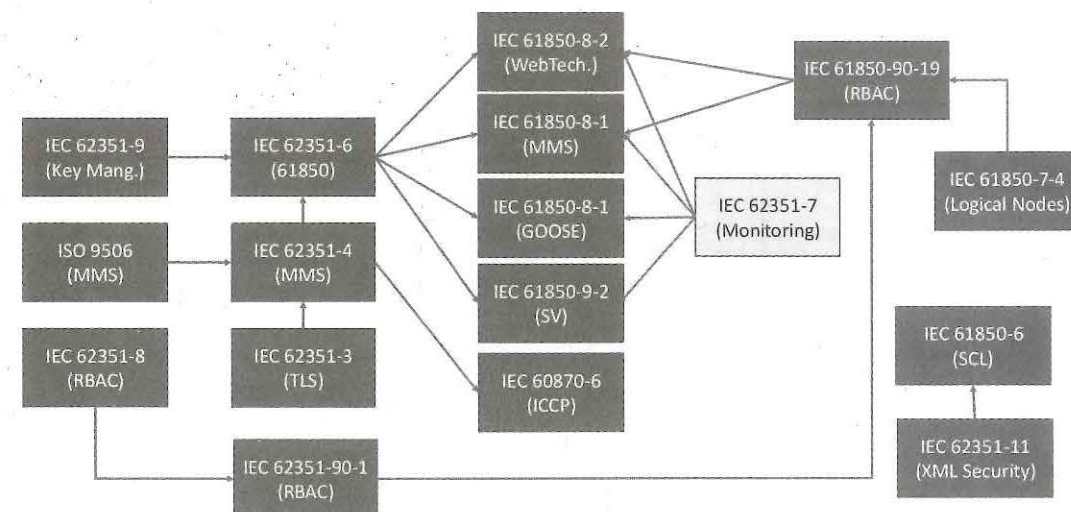 IEC 61850-8-2
(WebTech.)
IEC 61850-90-19
(RBAC)
IEC 62351-9
(Key Mang.)
IEC 62351-6
(61850)
IEC 61850-8-1
(MMS)
IEC 61850-7-4
(Logical Nodes)
IEC 61850-8-1
(GOOSE)
IEC 62351-7
(Monitoring)
ISO 9506
(MMS)
IEC 62351-4
(MMS)
IEC 61850-9-2
(SV)
IEC 61850-6
(SCL)
IEC 62351-8
(RBAC)
IEC 62351-3
(TLS)
IEC 60870-6
(ICCP)
IEC 62351-90-1
(RBAC)
IEC 62351-11
(XML Security)